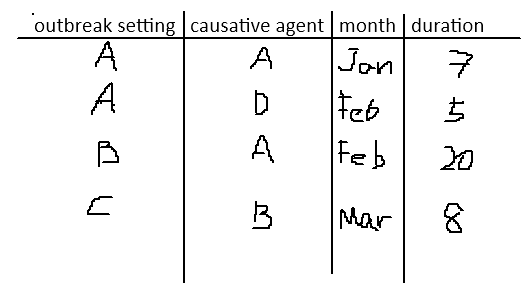 outbreak setting causative agent month duration
A A Jan 7
A D Feb 5
B A Feb 20
C B Mar 8